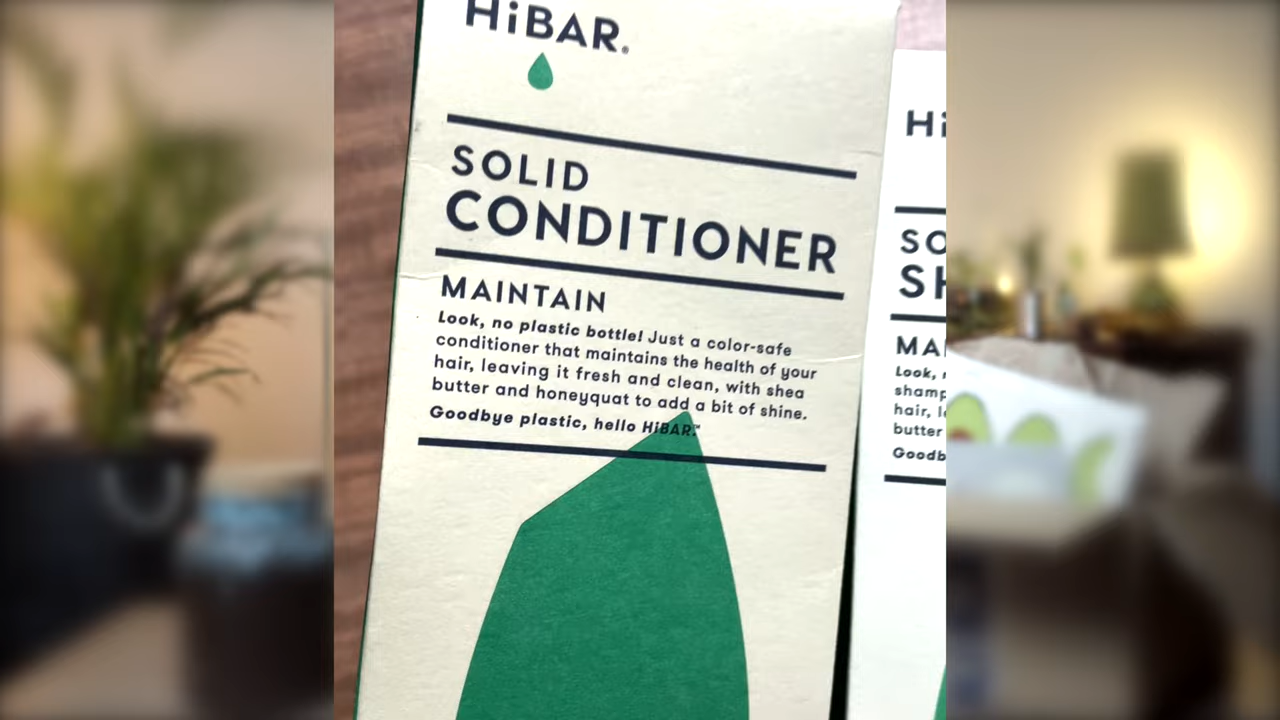 HiBAR®
SOLID
CONDITIONER
MAINTAIN
Look, no plastic bottle! Just a color-safe
conditioner that maintains the health of your
hair, leaving it fresh and clean, with shea
butter and honeyquat to add a bit of shine.
Goodbye plastic, hello HiBAR.™
Hi
SO
SH
MA
Look,
shamp
hair, l
butter
Goodb